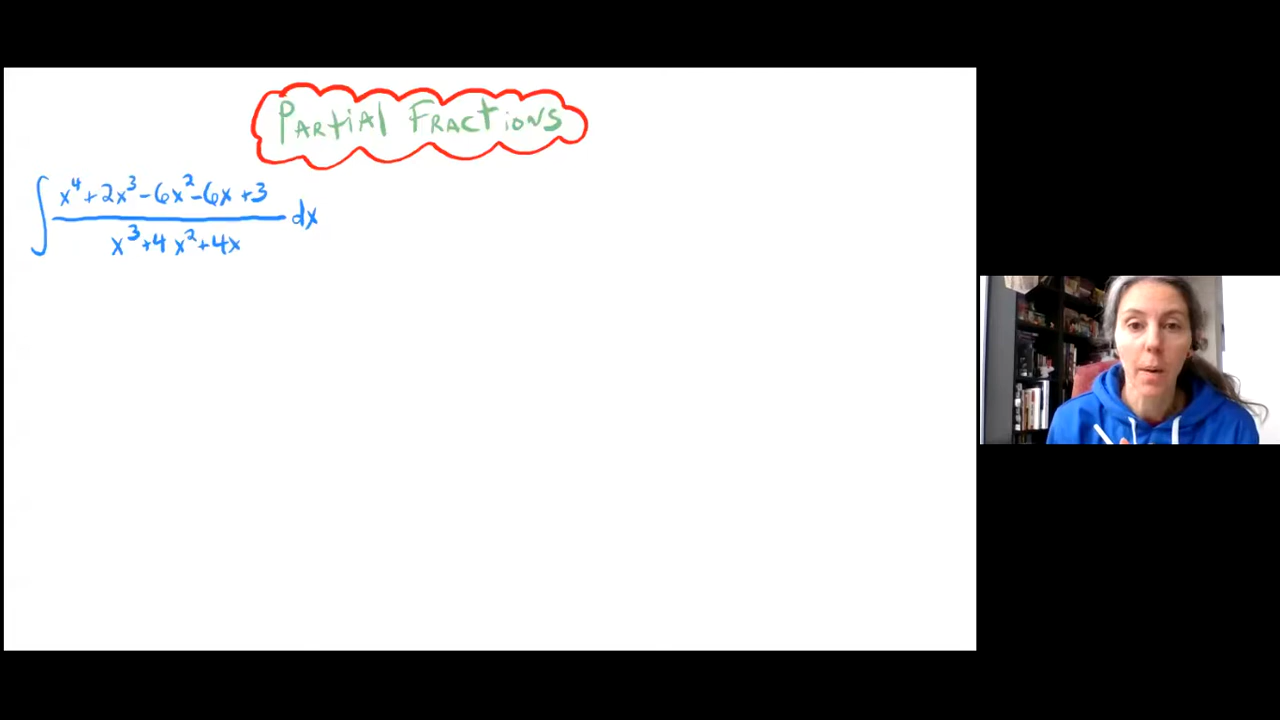 Partial Fractions
∫ (x⁴+2x³-6x²-6x+3)/(x³+4x²+4x) dx